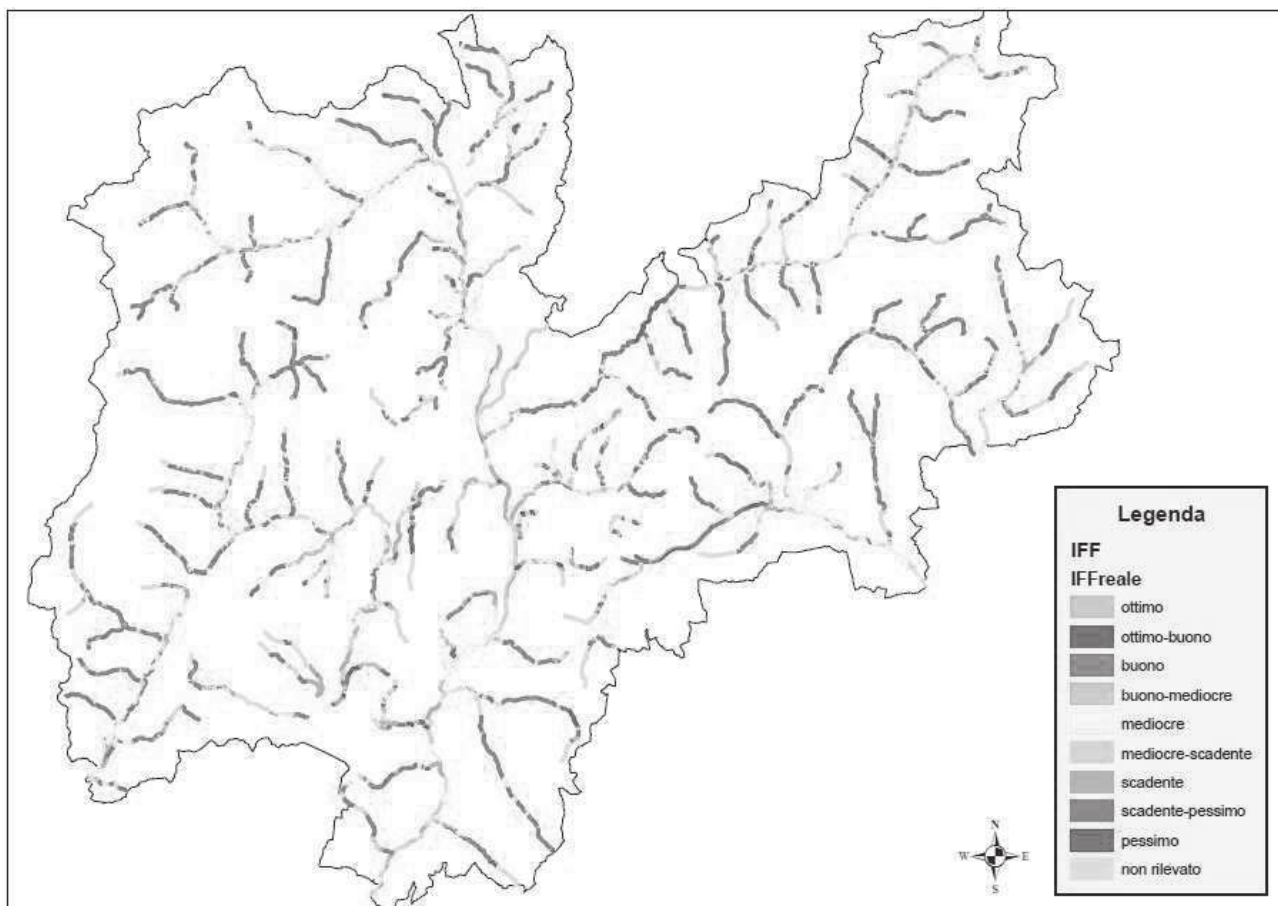 Legenda
IFF
IFFreale
ottimo
ottimo-buono
buono
buono-mediocre
mediocre
mediocre-scadente
scadente
scadente-pessimo
pessimo
non rilevato
N
W E
S